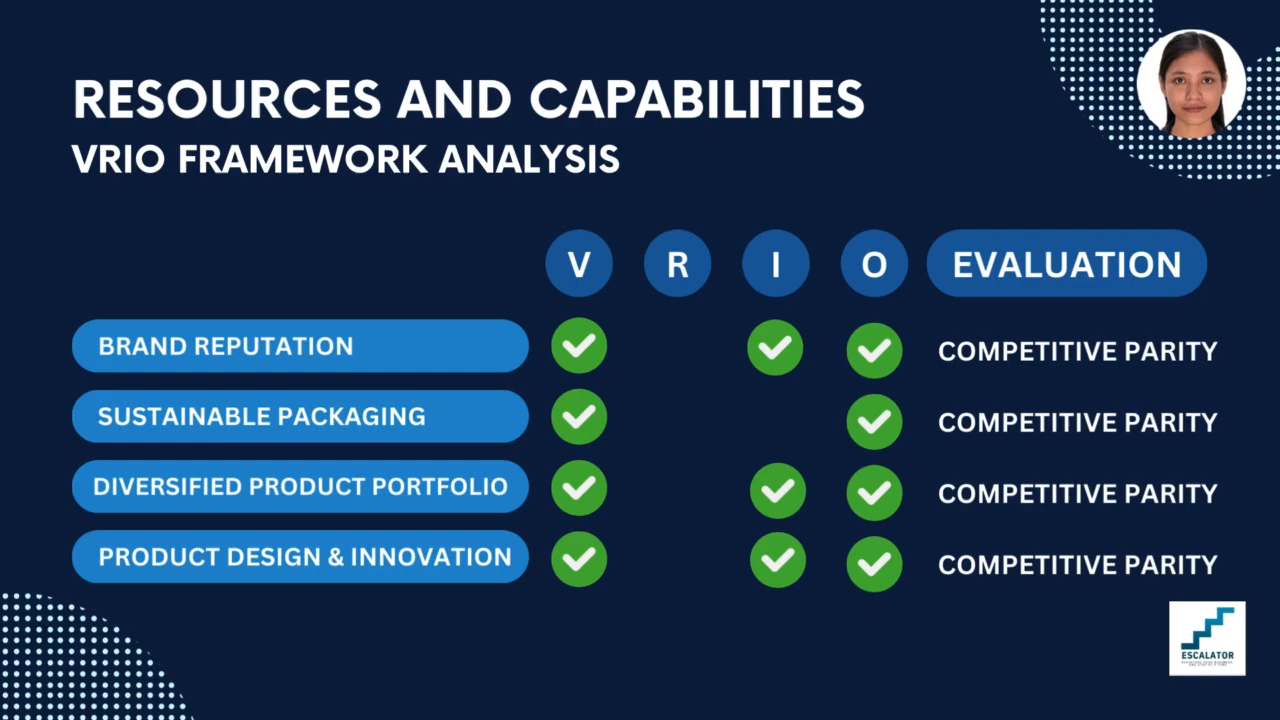 RESOURCES AND CAPABILITIES
VRIO FRAMEWORK ANALYSIS
V R I O EVALUATION
BRAND REPUTATION COMPETITIVE PARITY
SUSTAINABLE PACKAGING COMPETITIVE PARITY
DIVERSIFIED PRODUCT PORTFOLIO COMPETITIVE PARITY
PRODUCT DESIGN & INNOVATION COMPETITIVE PARITY
ESCALATOR